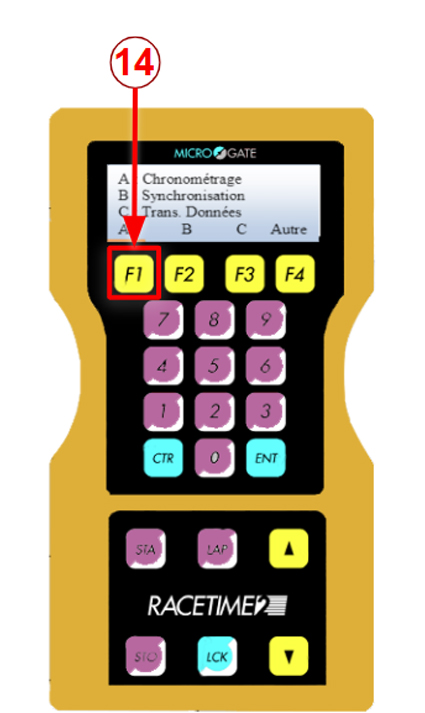 14
MICROGATE
A Chronométrage
B Synchronisation
C Trans. Données
A B C Autre
F1 F2 F3 F4
7 8 9
4 5 6
1 2 3
CTR 0 ENT
STA LAP
RACETIME2
STO LCK